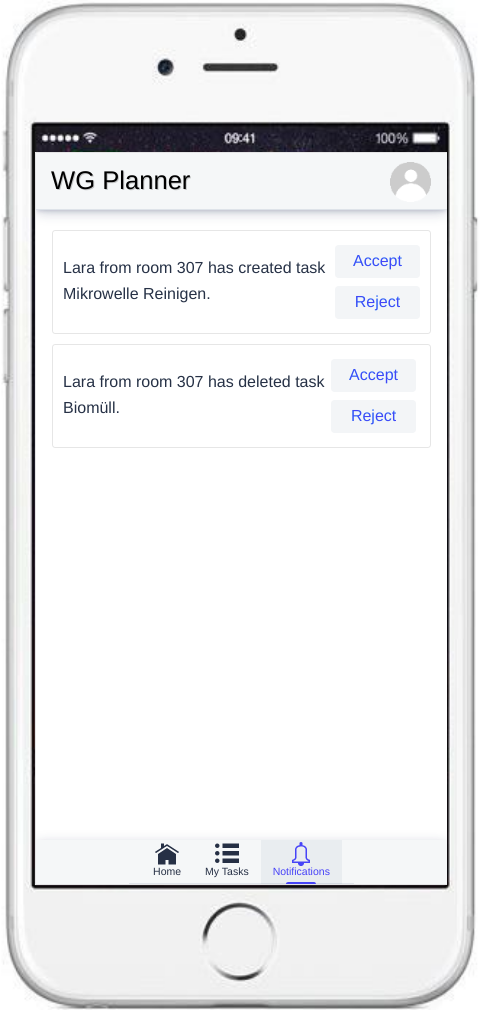 09:41
100%
WG Planner
Lara from room 307 has created task
Mikrowelle Reinigen.
Accept
Reject
Lara from room 307 has deleted task
Biomüll.
Accept
Reject
Home
My Tasks
Notifications